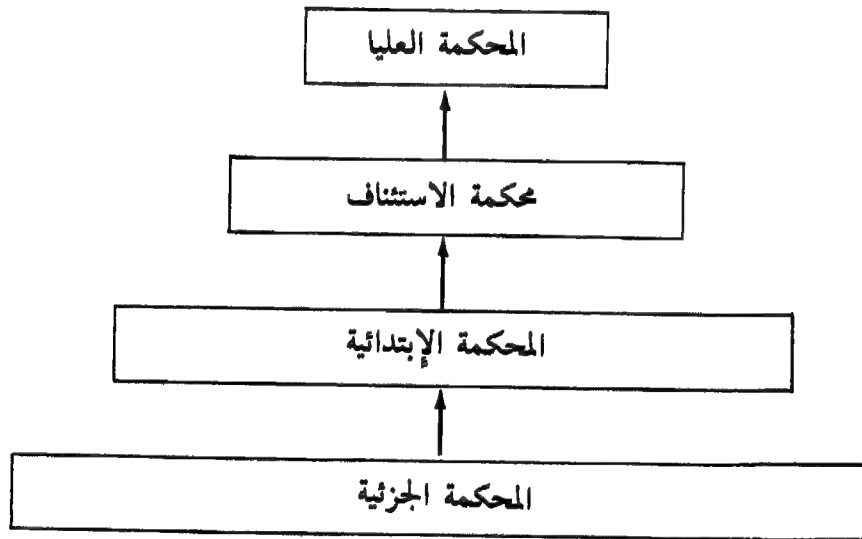 المحكمة العليا
محكمة الاستئناف
المحكمة الإبتدائية
المحكمة الجزئية